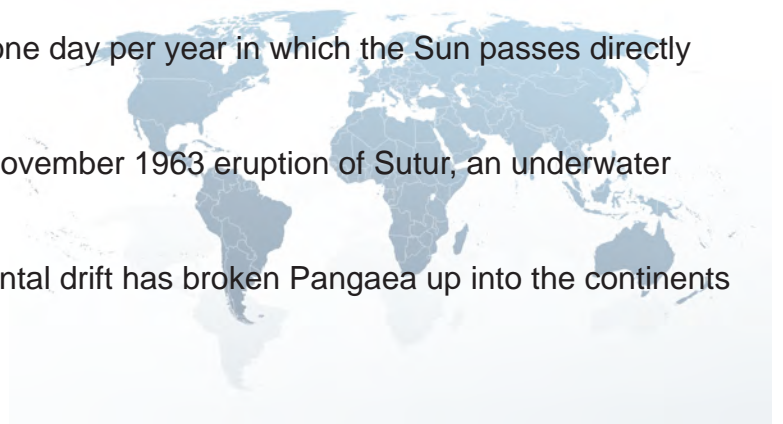 one day per year in which the Sun passes directly
ovember 1963 eruption of Sutur, an underwater
ntal drift has broken Pangaea up into the continents